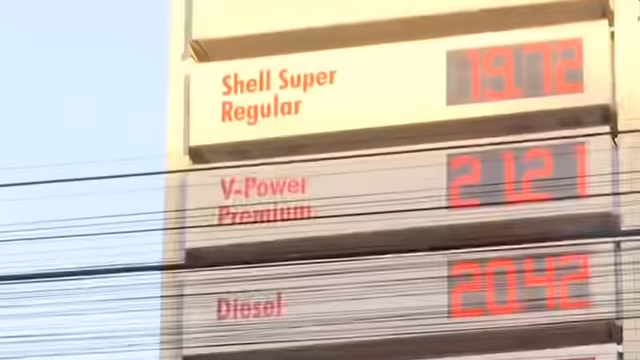 Shell Super
Regular
19.72
V-Power
Premium
21.21
Diesel
20.42